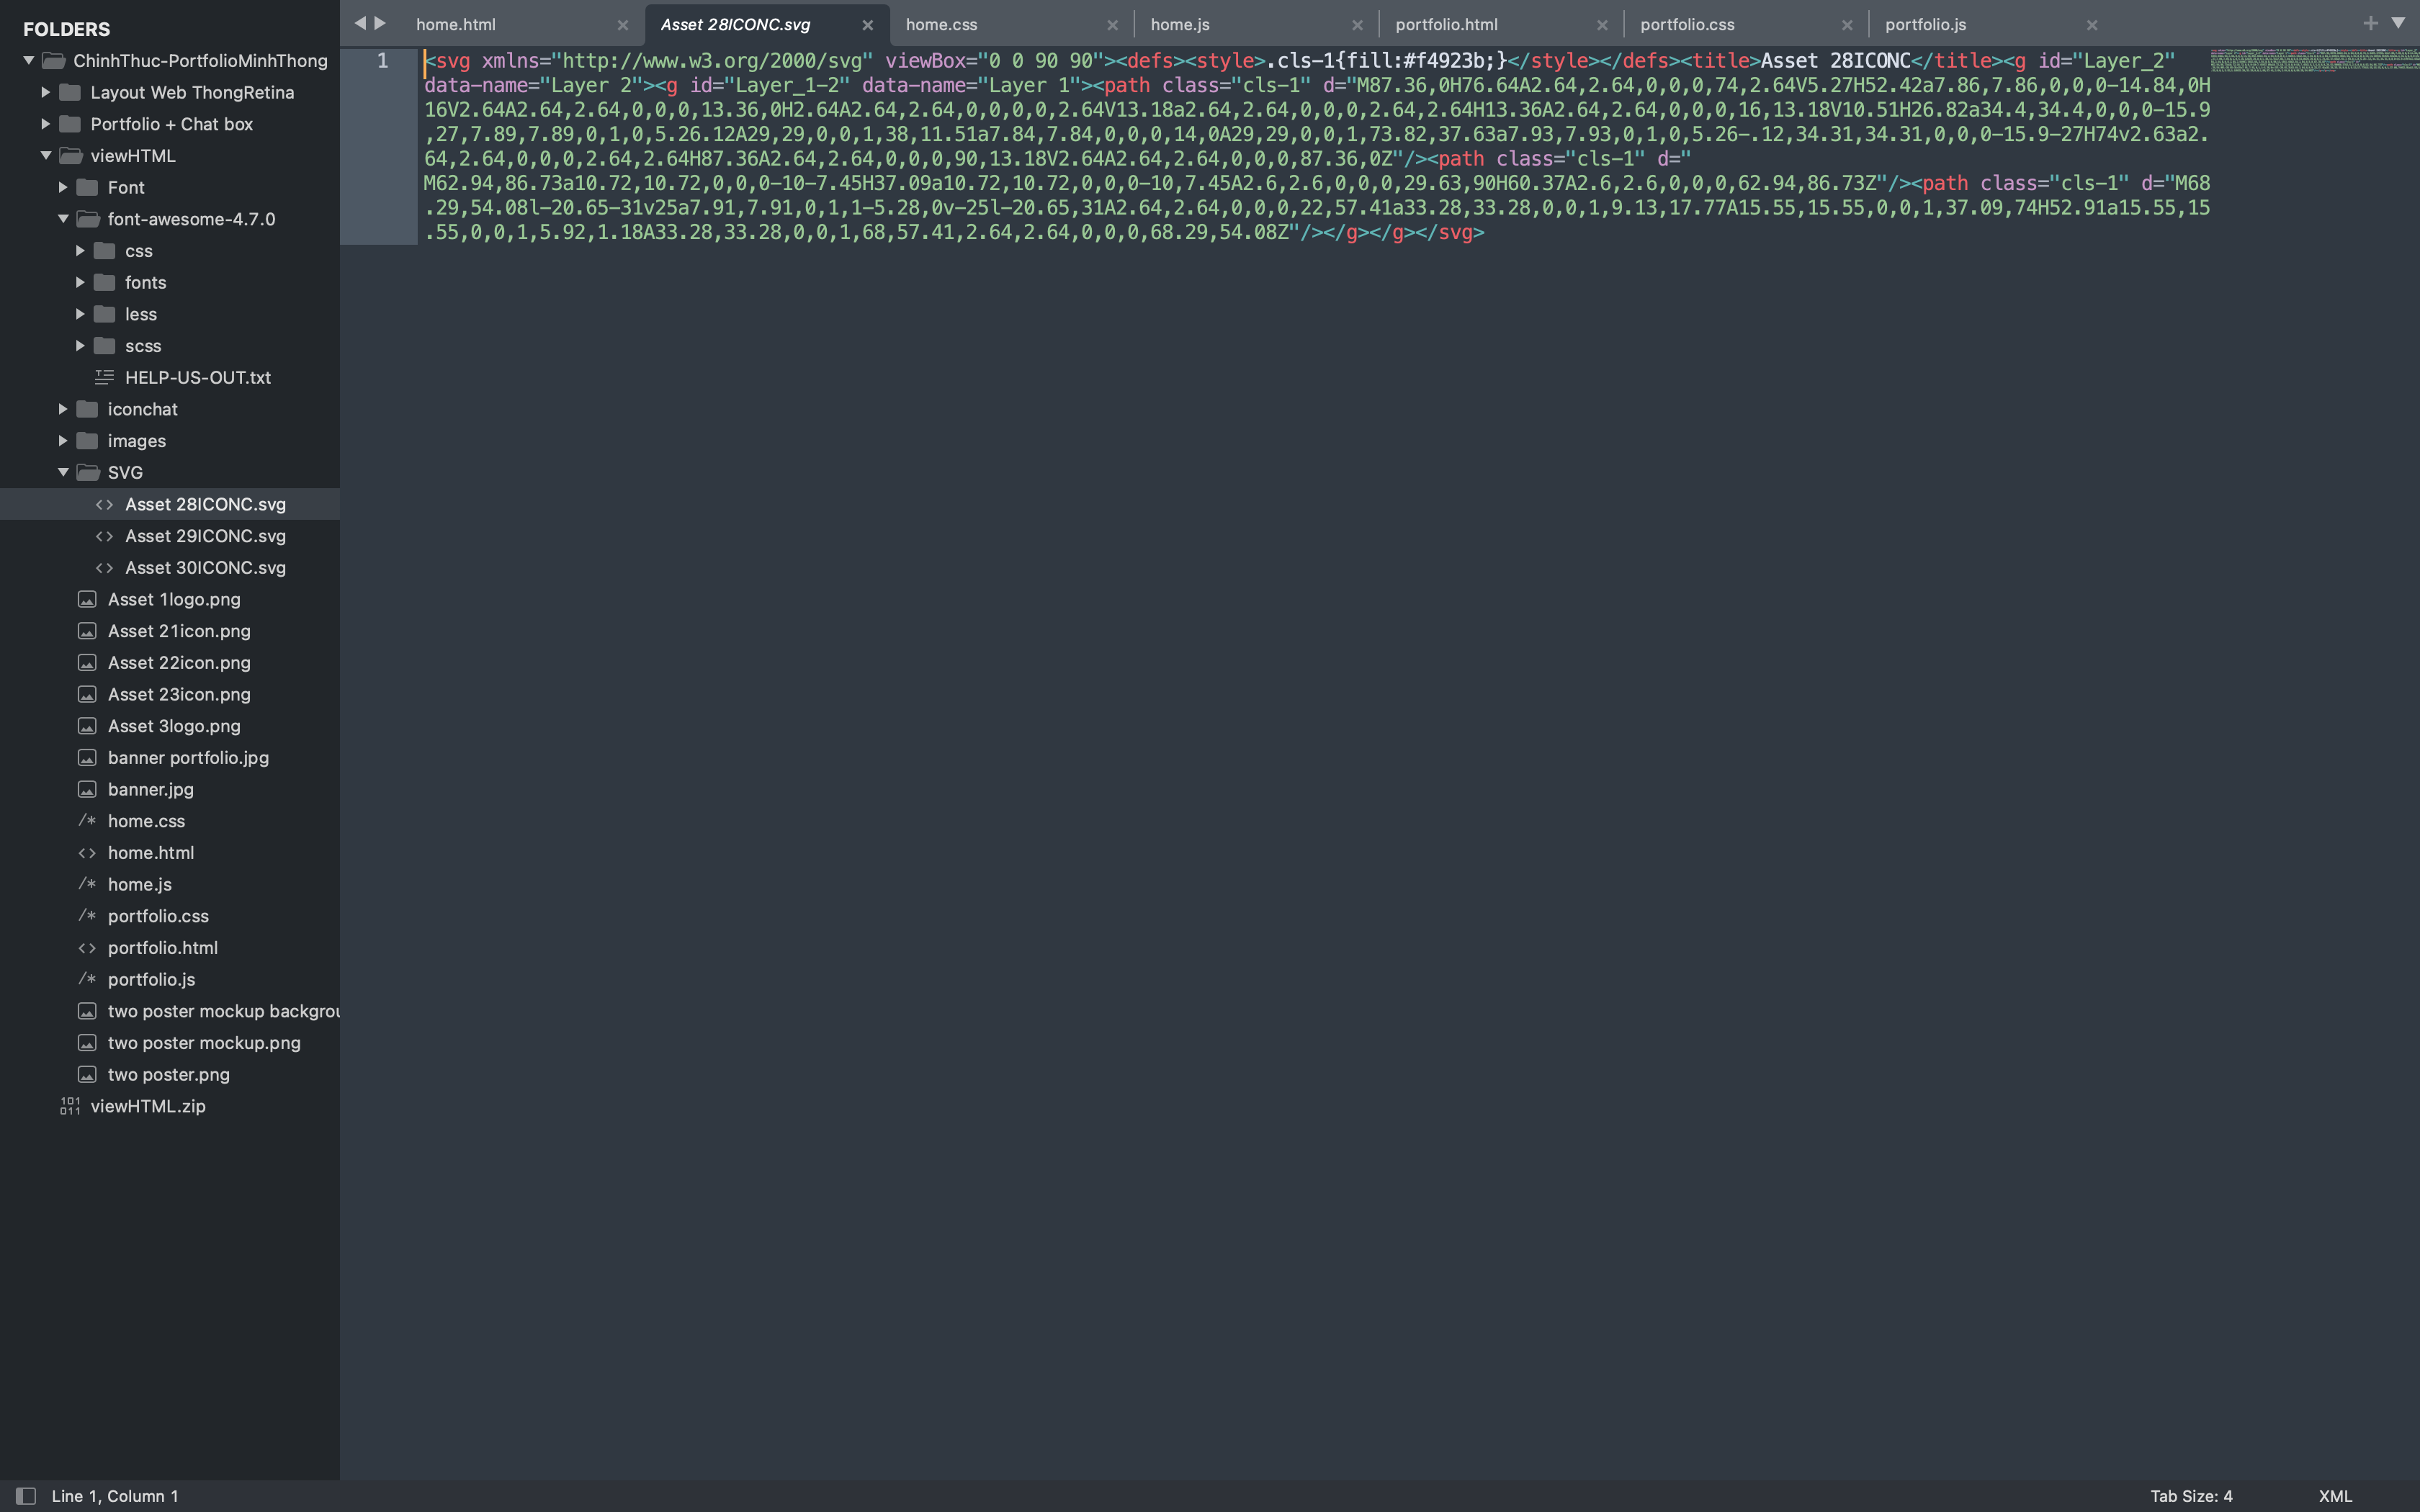 FOLDERS
ChinhThuc-PortfolioMinhThong
Layout Web ThongRetina
Portfolio + Chat box
viewHTML
Font
font-awesome-4.7.0
css
fonts
less
scss
HELP-US-OUT.txt
iconchat
images
SVG
Asset 28ICONC.svg
Asset 29ICONC.svg
Asset 30ICONC.svg
Asset 1logo.png
Asset 21icon.png
Asset 22icon.png
Asset 23icon.png
Asset 3logo.png
banner portfolio.jpg
banner.jpg
home.css
home.html
home.js
portfolio.css
portfolio.html
portfolio.js
two poster mockup backgrou
two poster mockup.png
two poster.png
viewHTML.zip
home.html
Asset 28ICONC.svg
home.css
home.js
portfolio.html
portfolio.css
portfolio.js
1
<svg xmlns="http://www.w3.org/2000/svg" viewBox="0 0 90 90"><defs><style>.cls-1{fill:#f4923b;}</style></defs><title>Asset 28ICONC</title><g id="Layer_2"
data-name="Layer 2"><g id="Layer_1-2" data-name="Layer 1"><path class="cls-1" d="M87.36,0H76.64A2.64,2.64,0,0,0,74,2.64V5.27H52.42a7.86,7.86,0,0,0-14.84,0H
16V2.64A2.64,2.64,0,0,0,13.36,0H2.64A2.64,2.64,0,0,0,0,2.64V13.18a2.64,2.64,0,0,0,2.64,2.64H13.36A2.64,2.64,0,0,0,16,13.18V10.51H26.82a34.4,34.4,0,0,0-15.9
,27,7.89,7.89,0,1,0,5.26.12A29,29,0,0,1,38,11.51a7.84,7.84,0,0,0,14,0A29,29,0,0,1,73.82,37.63a7.93,7.93,0,1,0,5.26-.12,34.31,34.31,0,0,0-15.9-27H74v2.63a2.
64,2.64,0,0,0,2.64,2.64H87.36A2.64,2.64,0,0,0,90,13.18V2.64A2.64,2.64,0,0,0,87.36,0Z"/><path class="cls-1" d="
M62.94,86.73a10.72,10.72,0,0,0-10-7.45H37.09a10.72,10.72,0,0,0-10,7.45A2.6,2.6,0,0,0,29.63,90H60.37A2.6,2.6,0,0,0,62.94,86.73Z"/><path class="cls-1" d="M68
.29,54.08l-20.65-31v25a7.91,7.91,0,1,1-5.28,0v-25l-20.65,31A2.64,2.64,0,0,0,22,57.41a33.28,33.28,0,0,1,9.13,17.77A15.55,15.55,0,0,1,37.09,74H52.91a15.55,15
.55,0,0,1,5.92,1.18A33.28,33.28,0,0,1,68,57.41,2.64,2.64,0,0,0,68.29,54.08Z"/></g></g></svg>
Line 1, Column 1
Tab Size: 4
XML